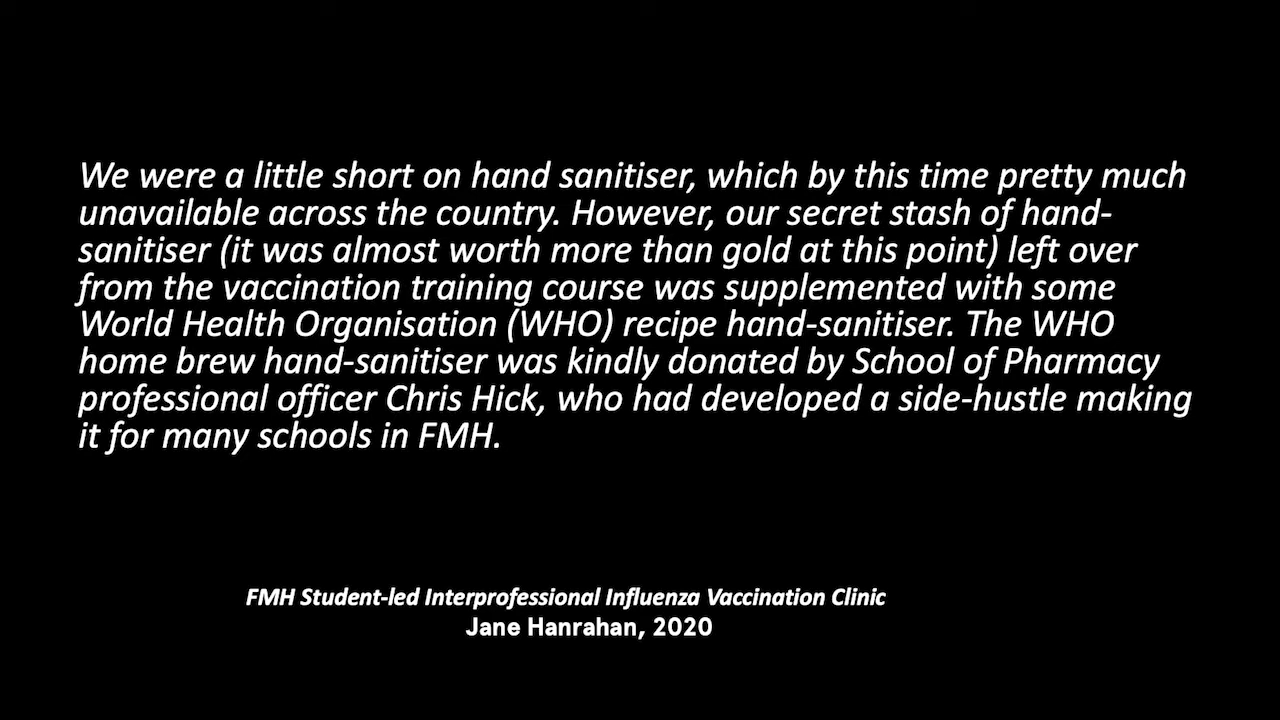 We were a little short on hand sanitiser, which by this time pretty much
unavailable across the country. However, our secret stash of hand-
sanitiser (it was almost worth more than gold at this point) left over
from the vaccination training course was supplemented with some
World Health Organisation (WHO) recipe hand-sanitiser. The WHO
home brew hand-sanitiser was kindly donated by School of Pharmacy
professional officer Chris Hick, who had developed a side-hustle making
it for many schools in FMH.
FMH Student-led Interprofessional Influenza Vaccination Clinic
Jane Hanrahan, 2020